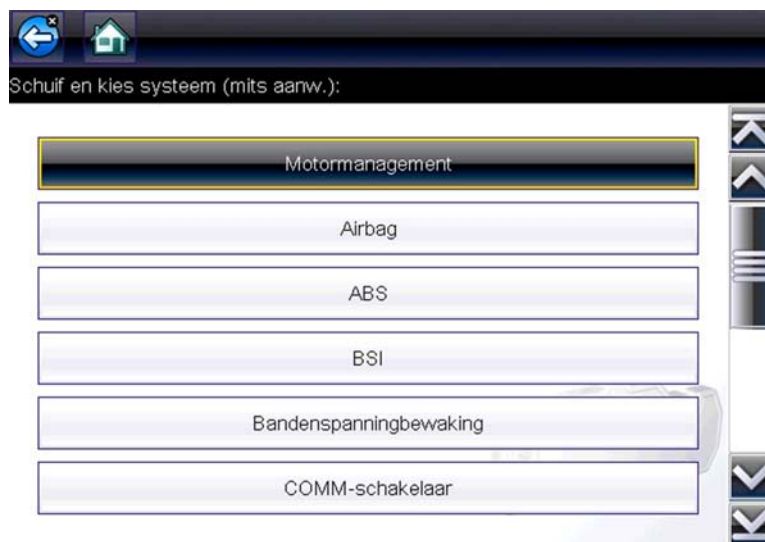 Schuif en kies systeem (mits aanw.):
Motormanagement
Airbag
ABS
BSI
Bandenspanningbewaking
COMM-schakelaar